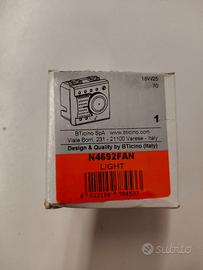 16W25
70
1
BTicino SpA www.bticino.com
Viale Borri, 231 - 21100 Varese - Italy
Design & Quality by BTicino (Italy)
N4692FAN
LIGHT
subito